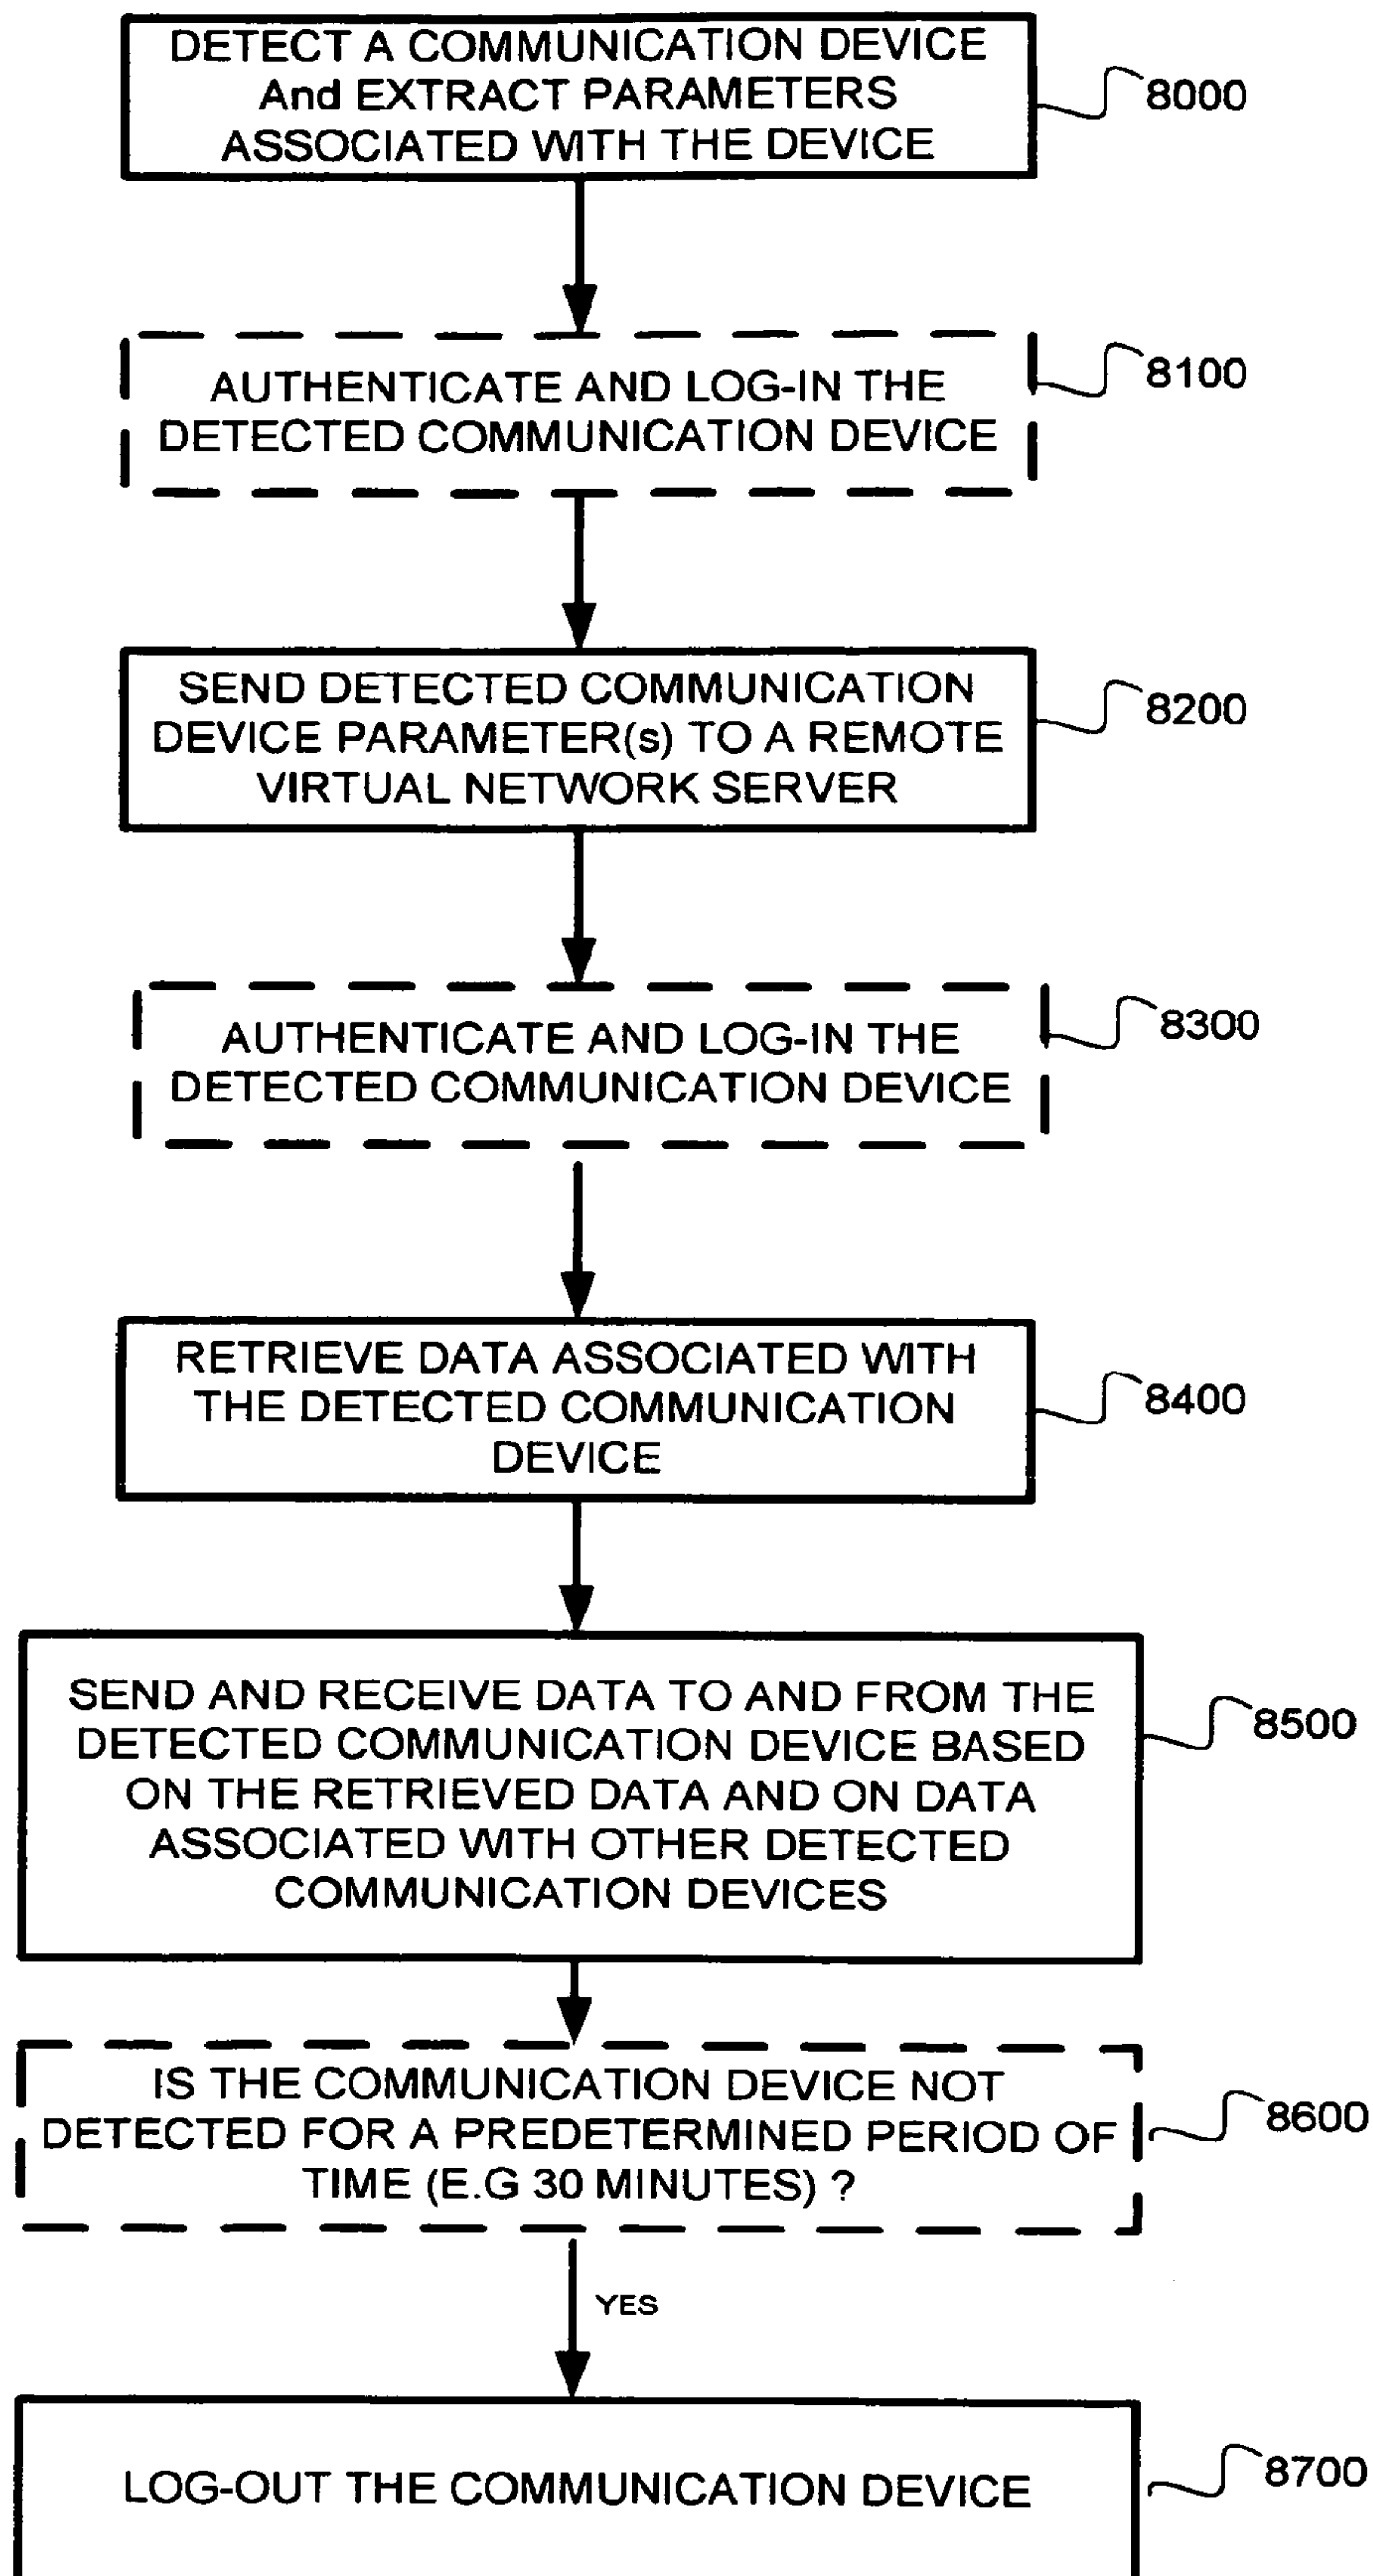 DETECT A COMMUNICATION DEVICE
And EXTRACT PARAMETERS
ASSOCIATED WITH THE DEVICE
8000
AUTHENTICATE AND LOG-IN THE
DETECTED COMMUNICATION DEVICE
8100
SEND DETECTED COMMUNICATION
DEVICE PARAMETER(s) TO A REMOTE
VIRTUAL NETWORK SERVER
8200
AUTHENTICATE AND LOG-IN THE
DETECTED COMMUNICATION DEVICE
8300
RETRIEVE DATA ASSOCIATED WITH
THE DETECTED COMMUNICATION
DEVICE
8400
SEND AND RECEIVE DATA TO AND FROM THE
DETECTED COMMUNICATION DEVICE BASED
ON THE RETRIEVED DATA AND ON DATA
ASSOCIATED WITH OTHER DETECTED
COMMUNICATION DEVICES
8500
IS THE COMMUNICATION DEVICE NOT
DETECTED FOR A PREDETERMINED PERIOD OF
TIME (E.G 30 MINUTES) ?
8600
YES
LOG-OUT THE COMMUNICATION DEVICE
8700